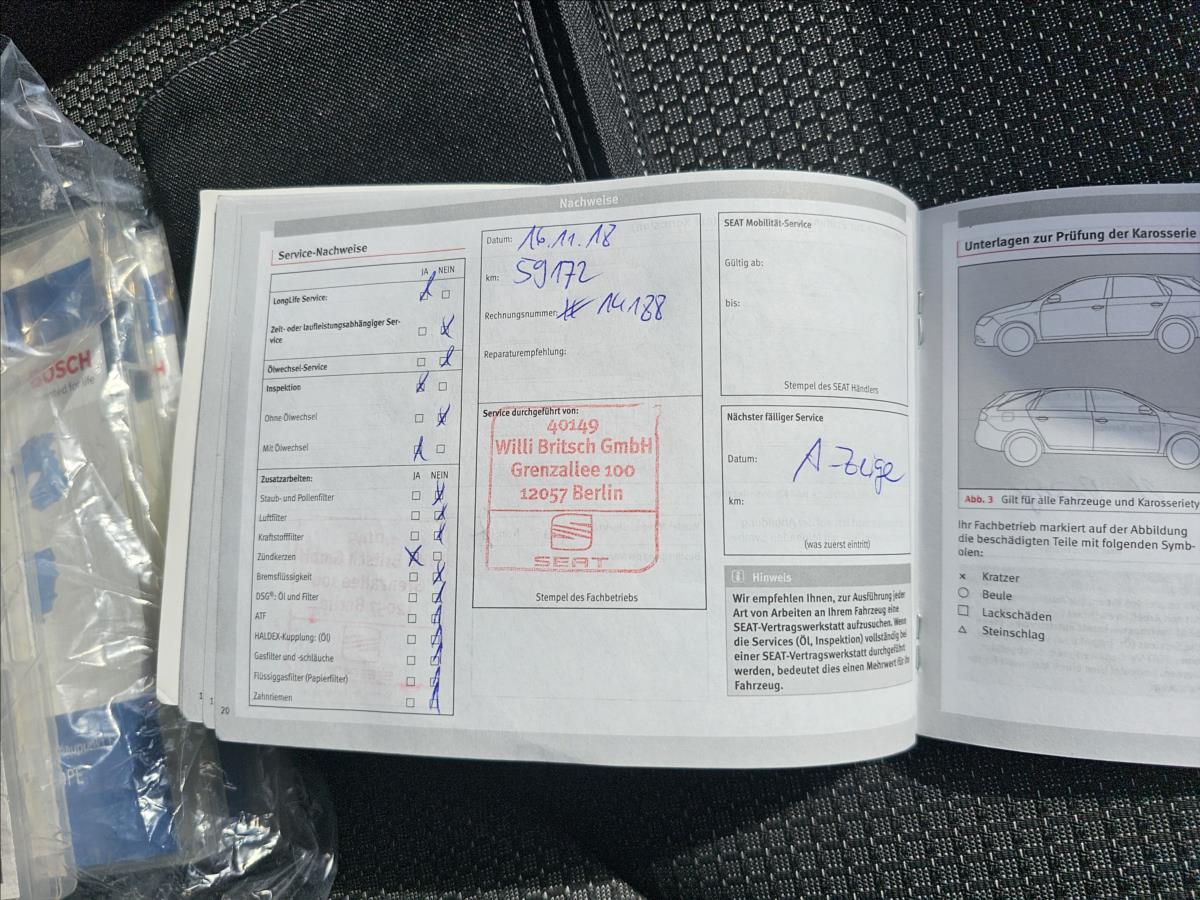 Nachweise
Service-Nachweise
JA NEIN
LongLife Service:
Zeit- oder laufleistungsabhängiger Ser-
vice
Ölwechsel-Service
Inspektion
Ohne Ölwechsel
Mit Ölwechsel
Zusatzarbeiten: JA NEIN
Staub- und Pollenfilter
Luftfilter
Kraftstofffilter
Zündkerzen
Bremsflüssigkeit
DSG®: Öl und Filter
ATF
HALDEX-Kupplung: (Öl)
Gasfilter und -schläuche
Flüssiggasfilter (Papierfilter)
Zahnriemen
20
Datum: 16.11.18
km: 59172
Rechnungsnummer: 14188
Reparaturempfehlung:
Service durchgeführt von:
40149
Willi Britsch GmbH
Grenzallee 100
12057 Berlin
SEAT
Stempel des Fachbetriebs
SEAT Mobilität-Service
Gültig ab:
bis:
Stempel des SEAT Händlers
Nächster fälliger Service
Datum: A-Zeige
km:
(was zuerst eintritt)
Hinweis
Wir empfehlen Ihnen, zur Ausführung jeder
Art von Arbeiten an Ihrem Fahrzeug eine
SEAT-Vertragswerkstatt aufzusuchen. Wenn
die Services (Öl, Inspektion) vollständig bei
einer SEAT-Vertragswerkstatt durchgeführt
werden, bedeutet dies einen Mehrwert für Ihr
Fahrzeug.
Unterlagen zur Prüfung der Karosserie
Abb. 3 Gilt für alle Fahrzeuge und Karosseriety
Ihr Fachbetrieb markiert auf der Abbildung
die beschädigten Teile mit folgenden Symb-
olen:
× Kratzer
○ Beule
□ Lackschäden
△ Steinschlag
BOSCH